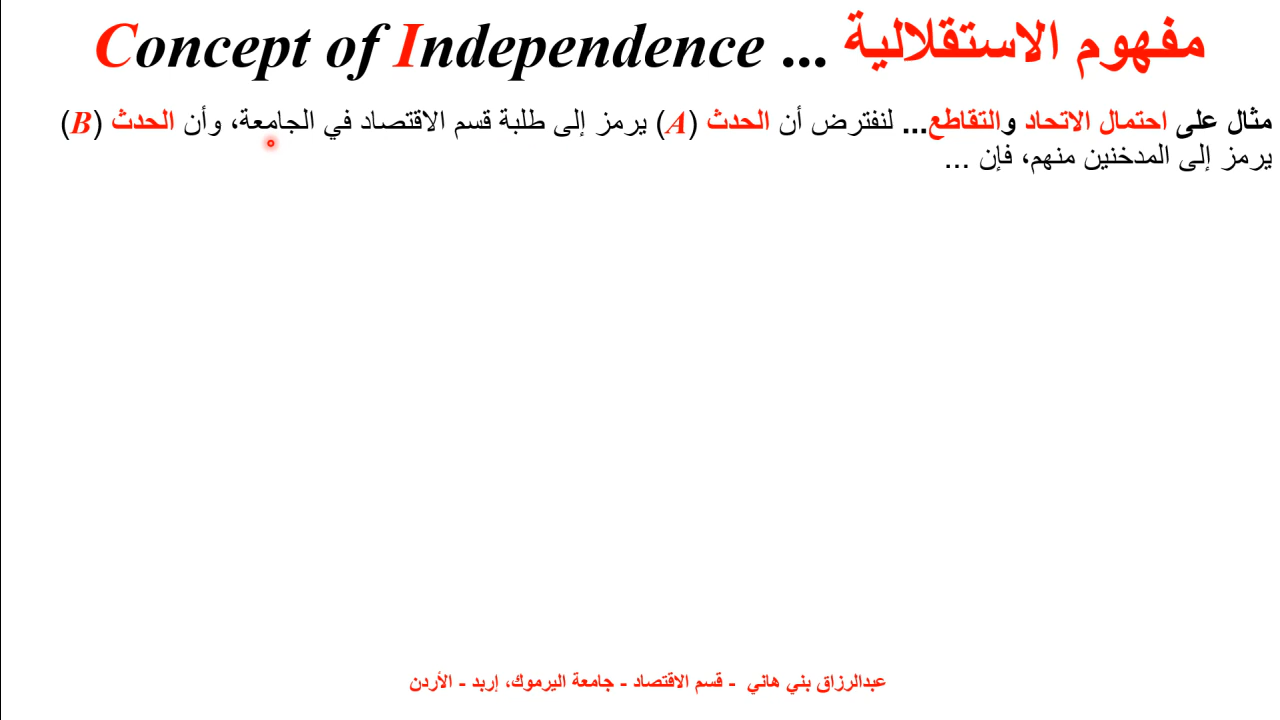 مفهوم الاستقلالية ... Concept of Independence
مثال على احتمال الاتحاد والتقاطع... لنفترض أن الحدث (A) يرمز إلى طلبة قسم الاقتصاد في الجامعة، وأن الحدث (B)
يرمز إلى المدخنين منهم، فإن ...
عبدالرزاق بني هاني - قسم الاقتصاد - جامعة اليرموك، إربد - الأردن